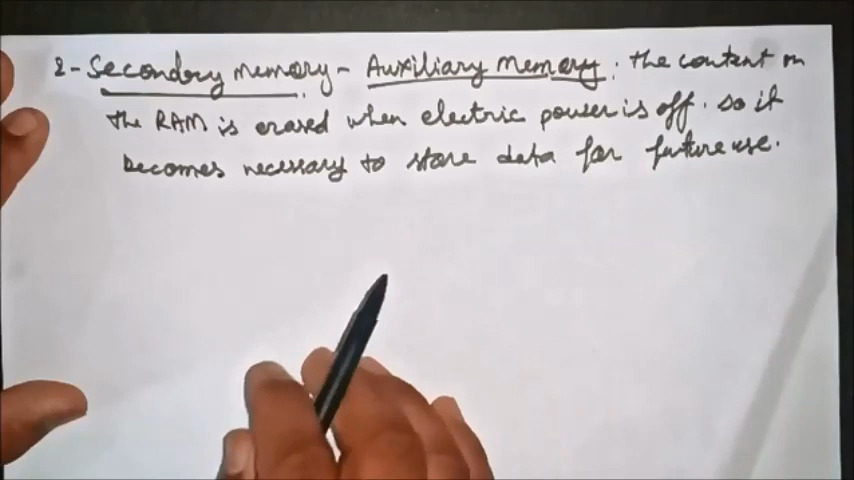 2- Secondry memory - Auxiliary Memory : the content on
the RAM is erased when electric power is off. so it
becomes necessary to store data for future use.